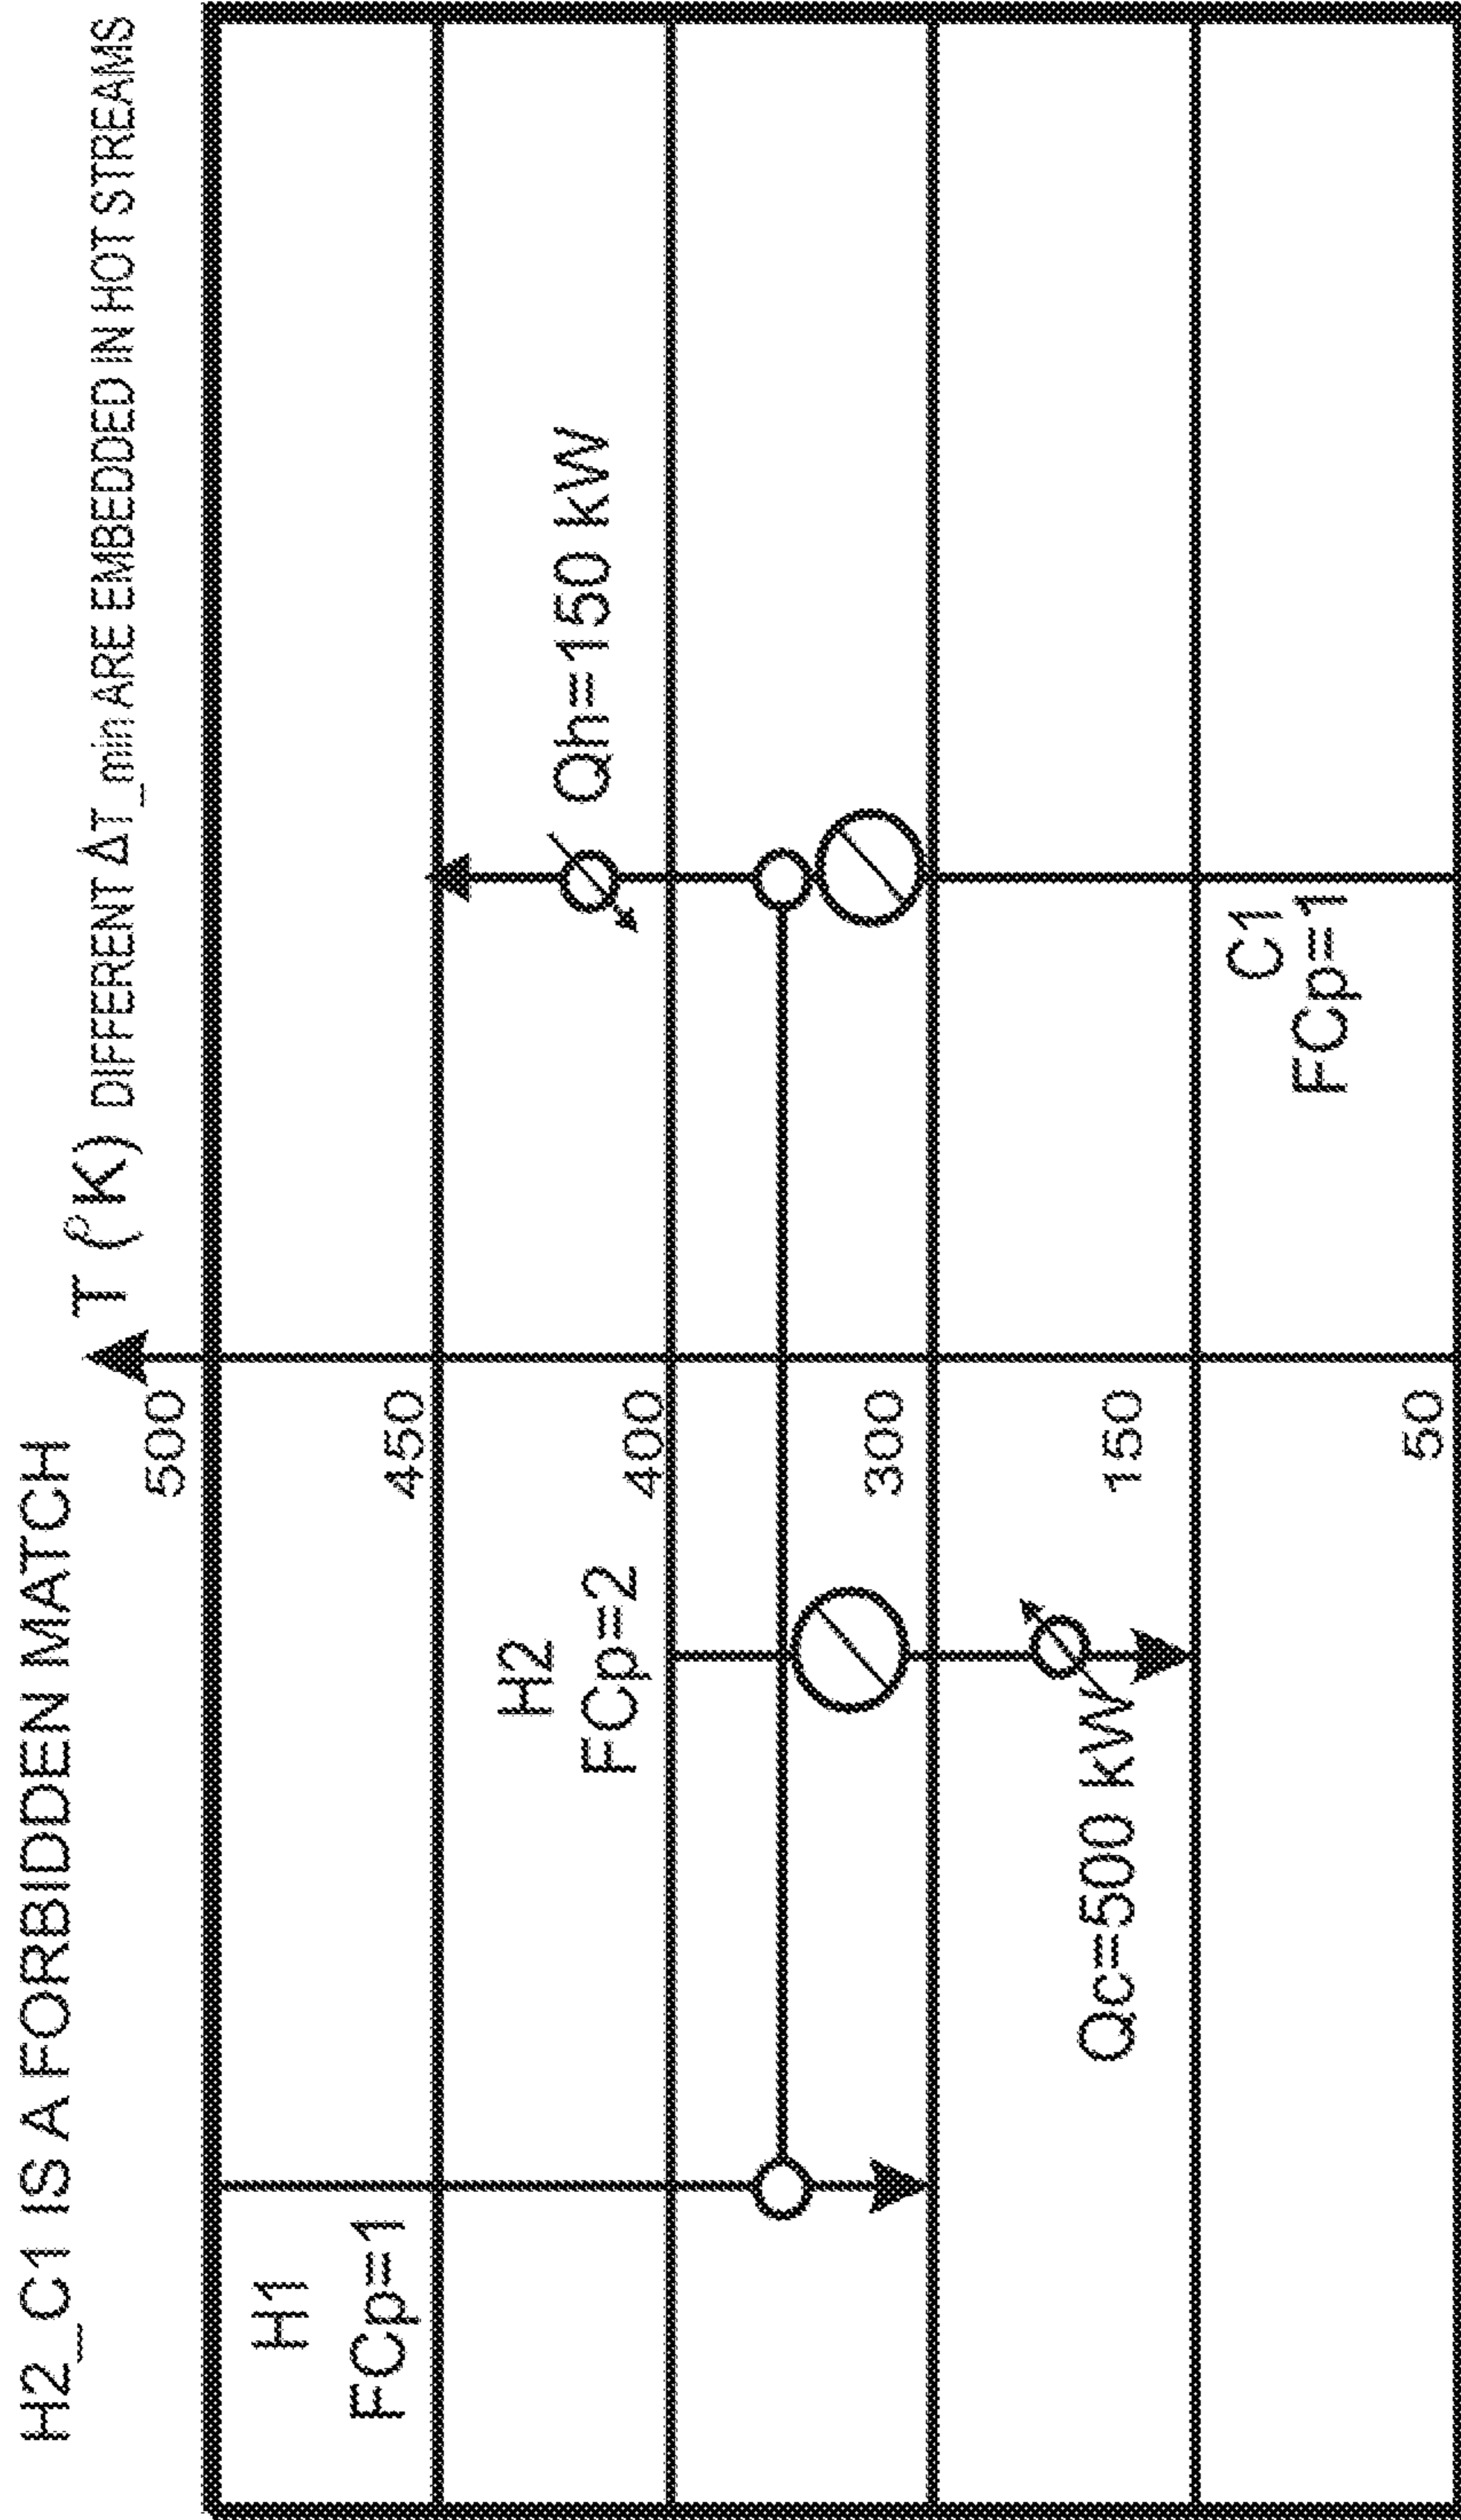 H2_C1 IS A FORBIDDEN MATCH
T (°K) DIFFERENT ΔT_min ARE EMBEDDED IN HOT STREAMS
500
H1
FCp=1
450
H2
FCp=2
400
Qh=150 kW
300
Qc=500 kW
150
C1
FCp=1
50